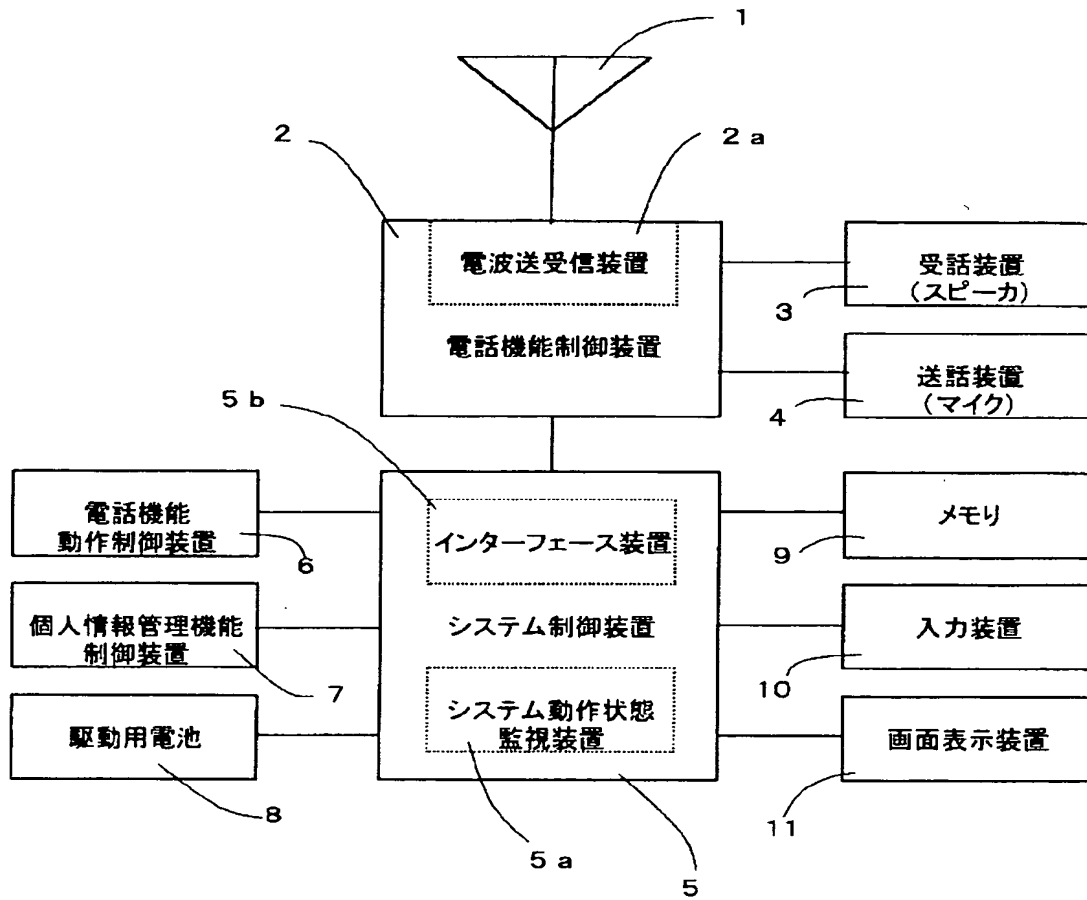 1
2
2a
電波送受信装置
電話機能制御装置
受話装置
(スピーカ)
3
送話装置
(マイク)
4
5b
電話機能
動作制御装置
6
インターフェース装置
メモリ
9
個人情報管理機能
制御装置
7
システム制御装置
入力装置
10
駆動用電池
8
システム動作状態
監視装置
画面表示装置
11
5a
5